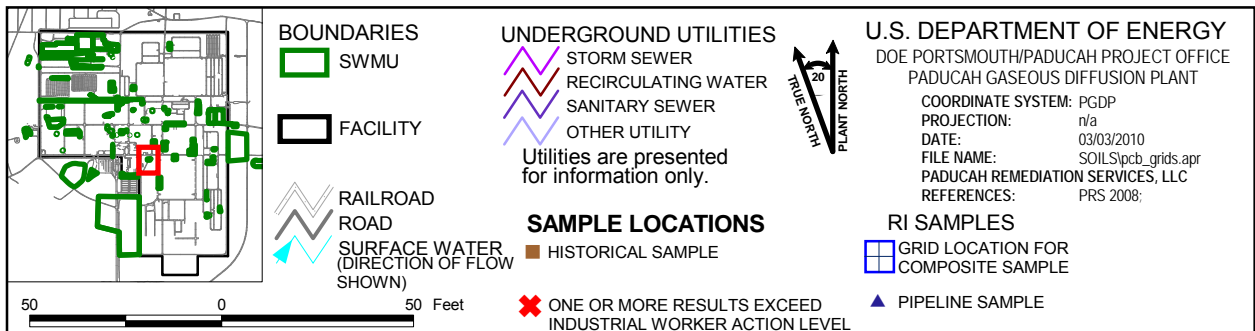 BOUNDARIES
SWMU
FACILITY
RAILROAD
ROAD
SURFACE WATER
(DIRECTION OF FLOW
SHOWN)
50 0 50 Feet
UNDERGROUND UTILITIES
STORM SEWER
RECIRCULATING WATER
SANITARY SEWER
OTHER UTILITY
Utilities are presented
for information only.
SAMPLE LOCATIONS
HISTORICAL SAMPLE
ONE OR MORE RESULTS EXCEED
INDUSTRIAL WORKER ACTION LEVEL
20
TRUE NORTH
PLANT NORTH
U.S. DEPARTMENT OF ENERGY
DOE PORTSMOUTH/PADUCAH PROJECT OFFICE
PADUCAH GASEOUS DIFFUSION PLANT
COORDINATE SYSTEM: PGDP
PROJECTION: n/a
DATE: 03/03/2010
FILE NAME: SOILS\pcb_grids.apr
PADUCAH REMEDIATION SERVICES, LLC
REFERENCES: PRS 2008;
RI SAMPLES
GRID LOCATION FOR
COMPOSITE SAMPLE
PIPELINE SAMPLE